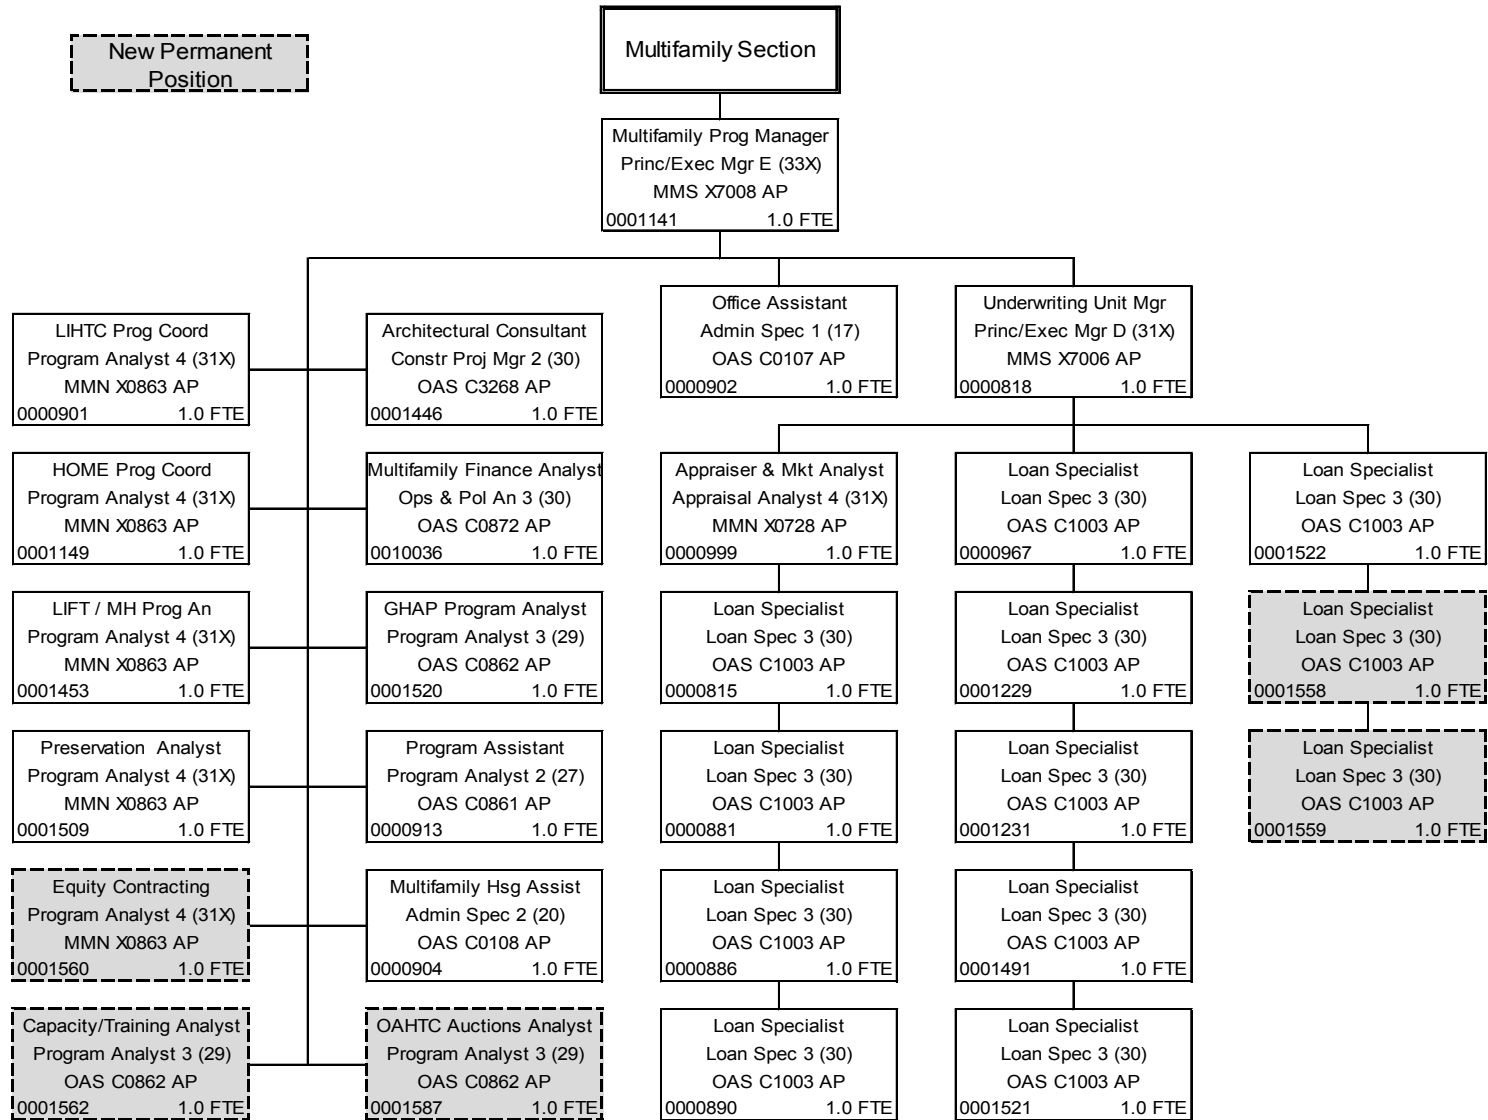 New Permanent
Position
Multifamily Section
Multifamily Prog Manager
Princ/Exec Mgr E (33X)
MMS X7008 AP
0001141 1.0 FTE
LIHTC Prog Coord
Program Analyst 4 (31X)
MMN X0863 AP
0000901 1.0 FTE
Architectural Consultant
Constr Proj Mgr 2 (30)
OAS C3268 AP
0001446 1.0 FTE
Office Assistant
Admin Spec 1 (17)
OAS C0107 AP
0000902 1.0 FTE
Underwriting Unit Mgr
Princ/Exec Mgr D (31X)
MMS X7006 AP
0000818 1.0 FTE
HOME Prog Coord
Program Analyst 4 (31X)
MMN X0863 AP
0001149 1.0 FTE
Multifamily Finance Analyst
Ops & Pol An 3 (30)
OAS C0872 AP
0010036 1.0 FTE
Appraiser & Mkt Analyst
Appraisal Analyst 4 (31X)
MMN X0728 AP
0000999 1.0 FTE
Loan Specialist
Loan Spec 3 (30)
OAS C1003 AP
0000967 1.0 FTE
Loan Specialist
Loan Spec 3 (30)
OAS C1003 AP
0001522 1.0 FTE
LIFT / MH Prog An
Program Analyst 4 (31X)
MMN X0863 AP
0001453 1.0 FTE
GHAP Program Analyst
Program Analyst 3 (29)
OAS C0862 AP
0001520 1.0 FTE
Loan Specialist
Loan Spec 3 (30)
OAS C1003 AP
0000815 1.0 FTE
Loan Specialist
Loan Spec 3 (30)
OAS C1003 AP
0001229 1.0 FTE
Loan Specialist
Loan Spec 3 (30)
OAS C1003 AP
0001558 1.0 FTE
Preservation Analyst
Program Analyst 4 (31X)
MMN X0863 AP
0001509 1.0 FTE
Program Assistant
Program Analyst 2 (27)
OAS C0861 AP
0000913 1.0 FTE
Loan Specialist
Loan Spec 3 (30)
OAS C1003 AP
0000881 1.0 FTE
Loan Specialist
Loan Spec 3 (30)
OAS C1003 AP
0001231 1.0 FTE
Loan Specialist
Loan Spec 3 (30)
OAS C1003 AP
0001559 1.0 FTE
Equity Contracting
Program Analyst 4 (31X)
MMN X0863 AP
0001560 1.0 FTE
Multifamily Hsg Assist
Admin Spec 2 (20)
OAS C0108 AP
0000904 1.0 FTE
Loan Specialist
Loan Spec 3 (30)
OAS C1003 AP
0000886 1.0 FTE
Loan Specialist
Loan Spec 3 (30)
OAS C1003 AP
0001491 1.0 FTE
Capacity/Training Analyst
Program Analyst 3 (29)
OAS C0862 AP
0001562 1.0 FTE
OAHTC Auctions Analyst
Program Analyst 3 (29)
OAS C0862 AP
0001587 1.0 FTE
Loan Specialist
Loan Spec 3 (30)
OAS C1003 AP
0000890 1.0 FTE
Loan Specialist
Loan Spec 3 (30)
OAS C1003 AP
0001521 1.0 FTE